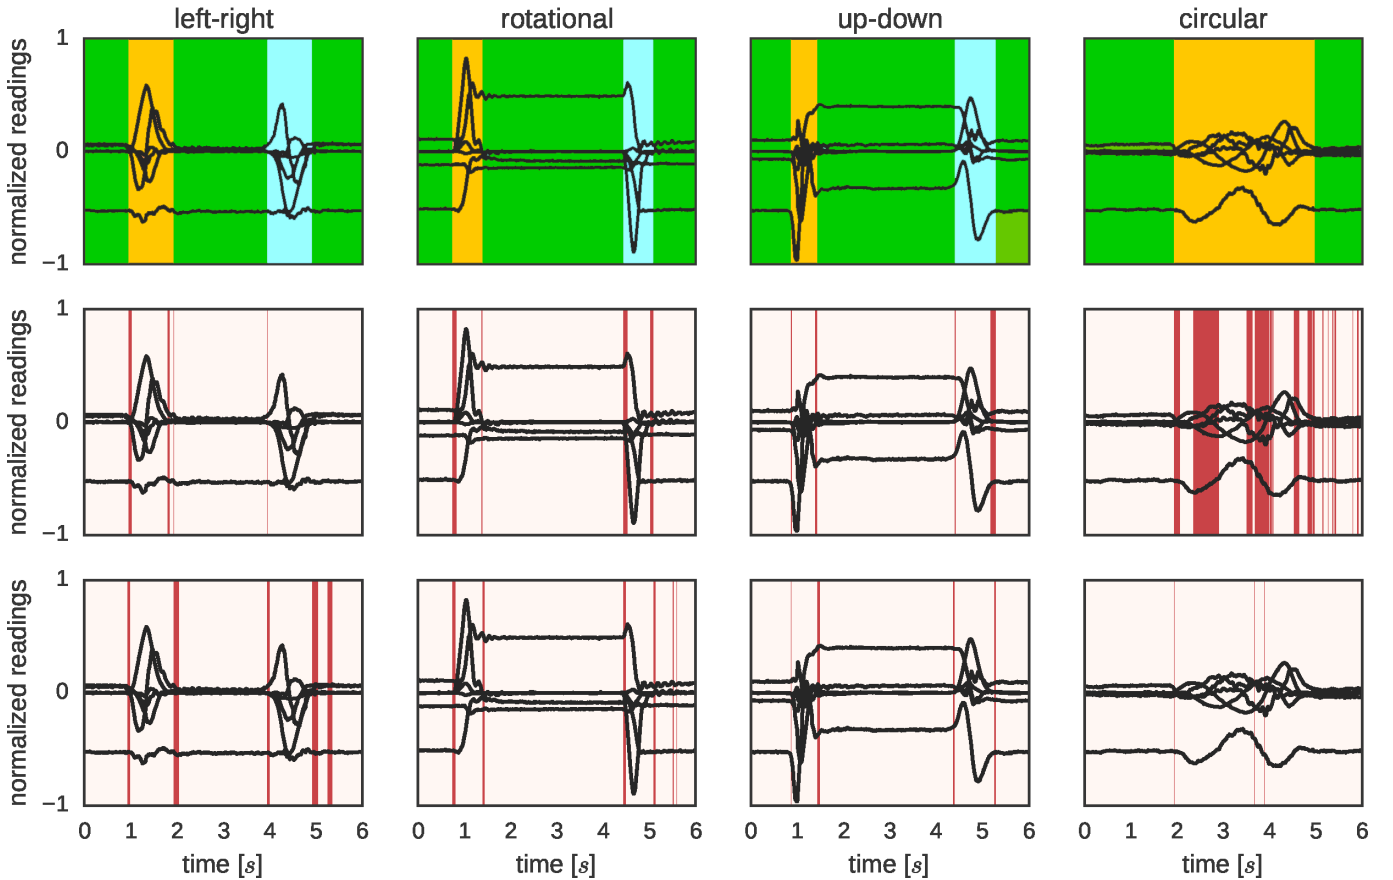 left-right rotational up-down circular
normalized readings
1
0
−1
normalized readings
1
0
−1
normalized readings
1
0
−1
0 1 2 3 4 5 6 0 1 2 3 4 5 6 0 1 2 3 4 5 6 0 1 2 3 4 5 6
time [s] time [s] time [s] time [s]